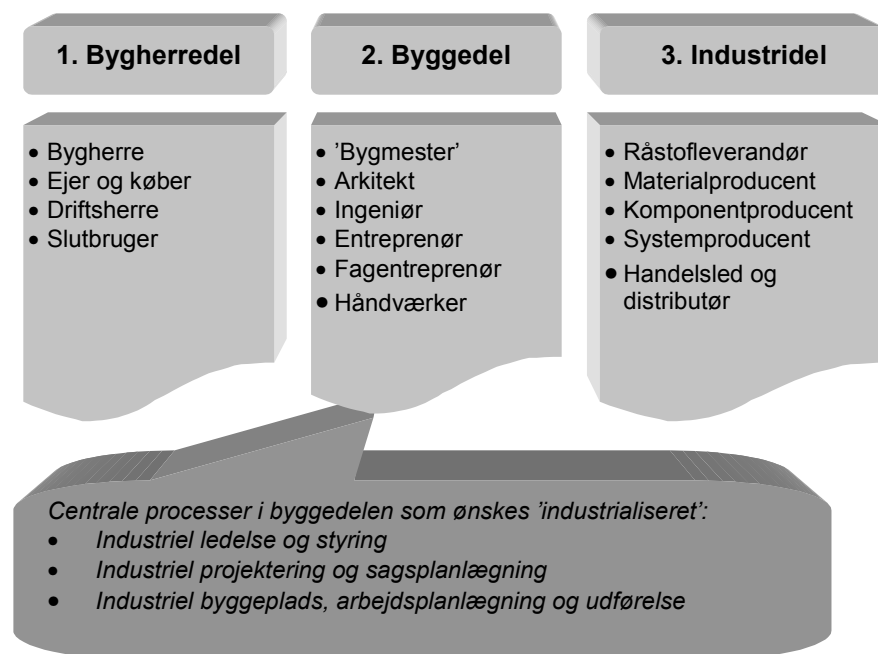 1. Bygherredel
• Bygherre
• Ejer og køber
• Driftsherre
• Slutbruger
2. Byggedel
• ’Bygmester’
• Arkitekt
• Ingeniør
• Entreprenør
• Fagentreprenør
• Håndværker
3. Industridel
• Råstofleverandør
• Materialproducent
• Komponentproducent
• Systemproducent
• Handelsled og
distributør
Centrale processer i byggedelen som ønskes ’industrialiseret’:
• Industriel ledelse og styring
• Industriel projektering og sagsplanlægning
• Industriel byggeplads, arbejdsplanlægning og udførelse